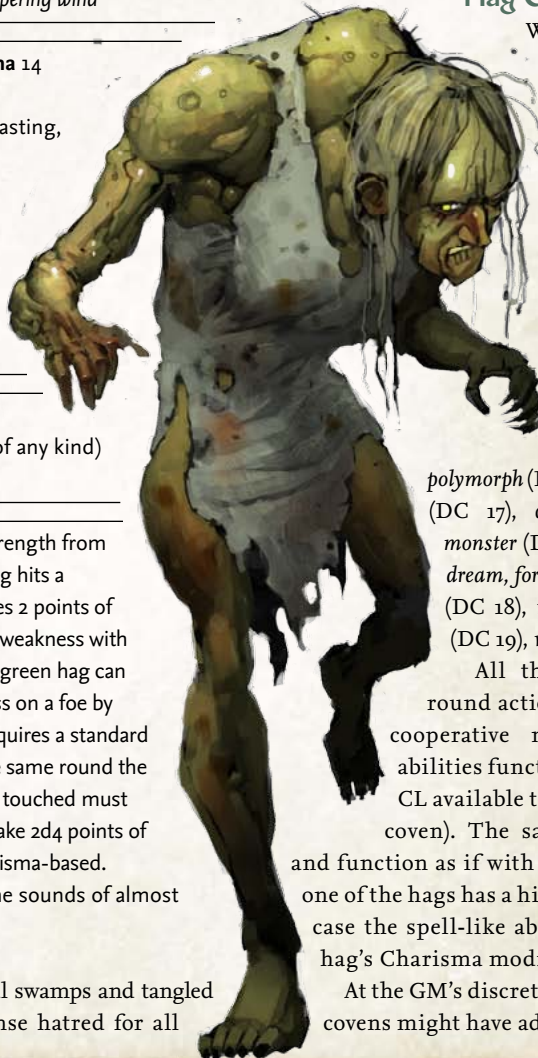 pering wind
na 14
asting,
of any kind)
rength from
g hits a
es 2 points of
weakness with
green hag can
ss on a foe by
quires a standard
e same round the
touched must
ake 2d4 points of
isma-based.
ne sounds of almost
l swamps and tangled
nse hatred for all
Hag C
W
polymorph (
(DC 17),
monster (D
dream, for
(DC 18),
(DC 19),
All th
round actio
cooperative
abilities funct
CL available t
coven). The sa
and function as if with
one of the hags has a hi
case the spell-like ab
hag's Charisma modi
At the GM's discret
covens might have ad